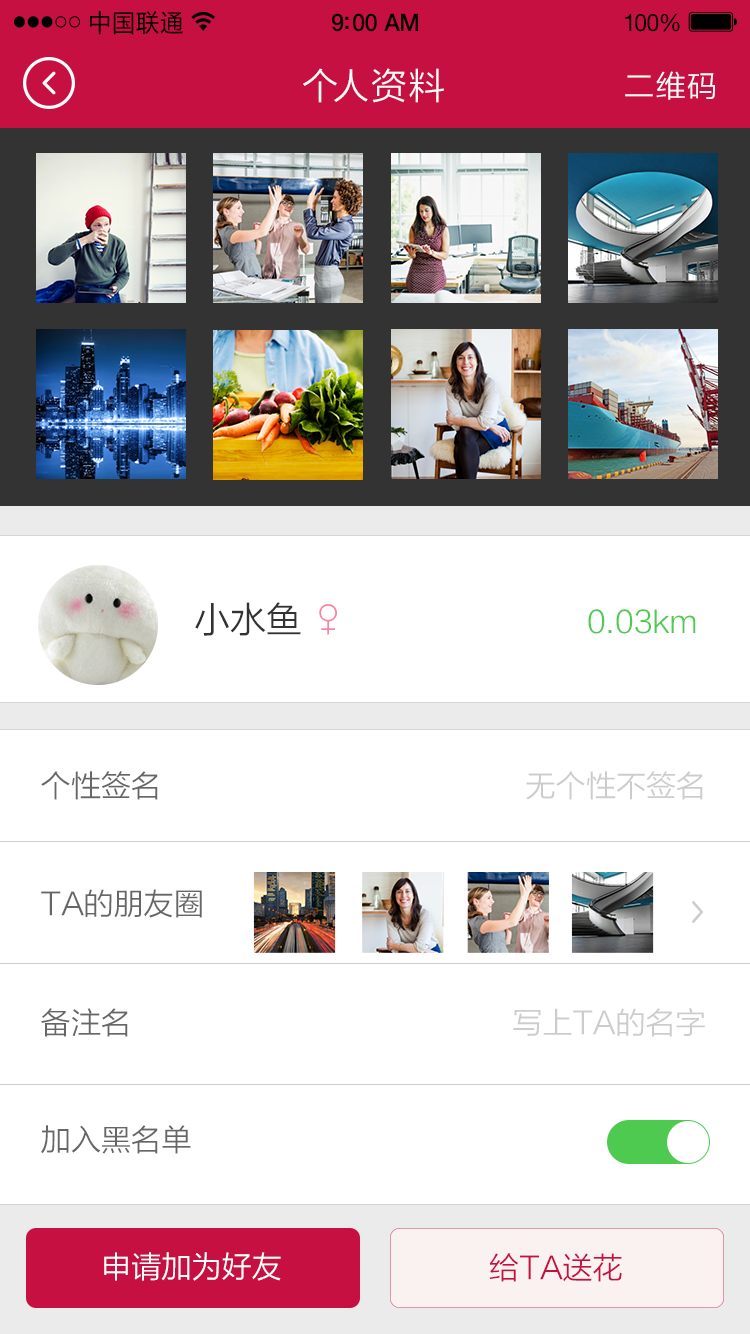 中国联通 9:00 AM 100%
个人资料 二维码
小水鱼 ♀ 0.03km
个性签名 无个性不签名
TA的朋友圈
备注名 写上TA的名字
加入黑名单
申请加为好友 给TA送花